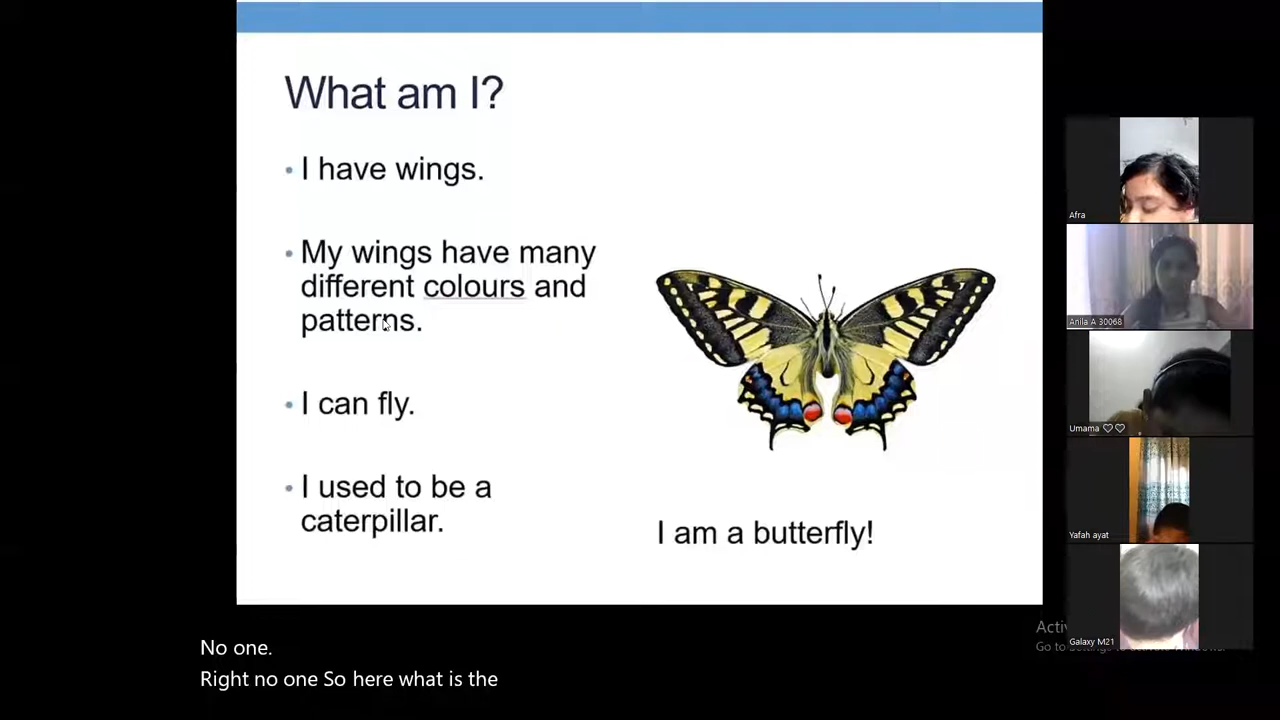 What am I?
• I have wings.
• My wings have many
different colours and
patterns.
• I can fly.
• I used to be a
caterpillar.
I am a butterfly!
Afra
Anila A 30068
Umama ♡♡
Yafah ayat
Galaxy M21
No one.
Right no one So here what is the